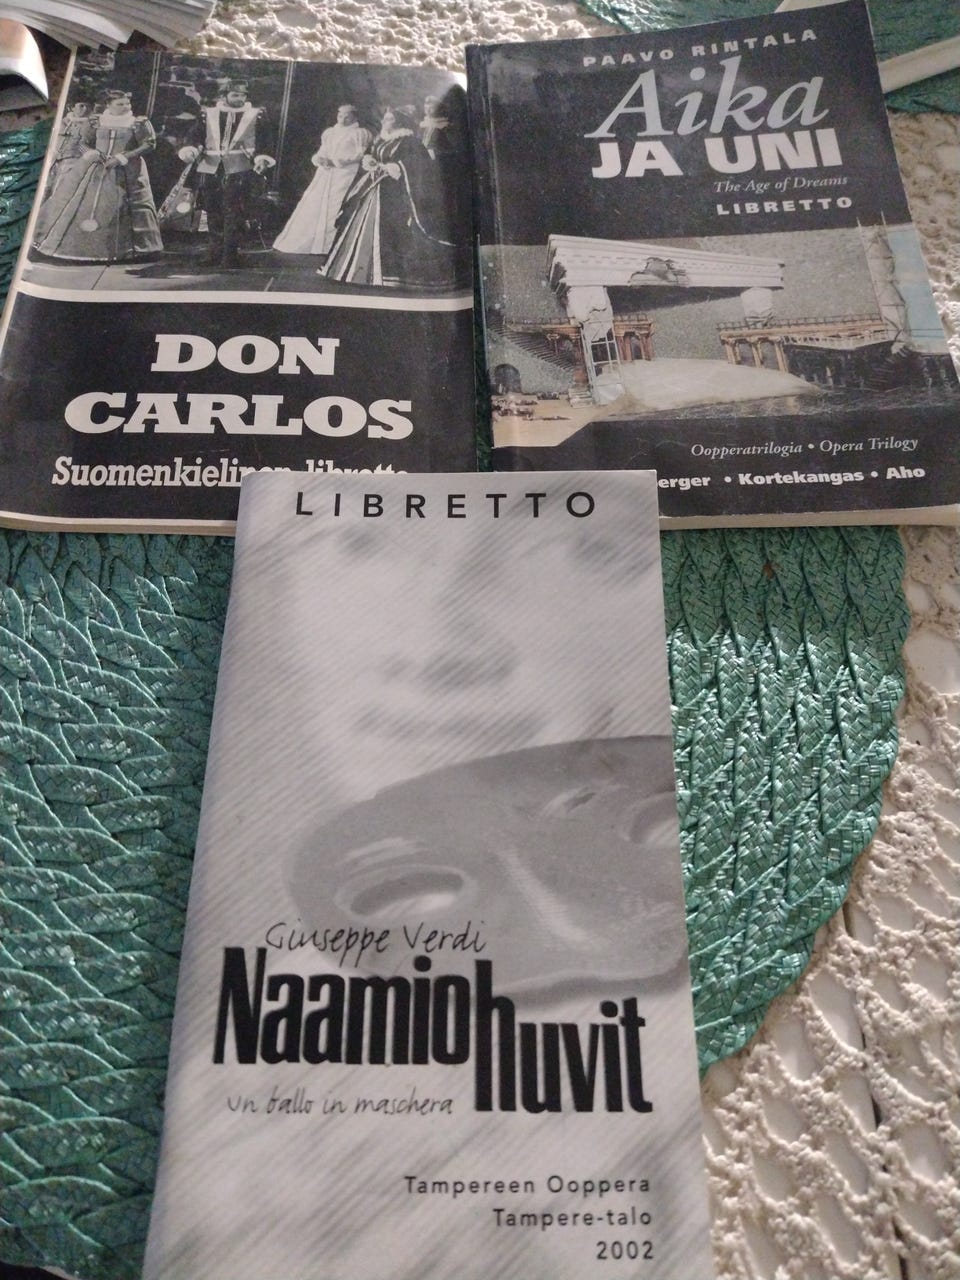 DON
CARLOS
PAAVO RINTALA
Aika
JA UNI
The Age of Dreams
LIBRETTO
Oopperatrilogia • Opera Trilogy
erger • Kortekangas • Aho
LIBRETTO
Giuseppe Verdi
Naamiohuvit
un ballo in maschera
Tampereen Ooppera
Tampere-talo
2002